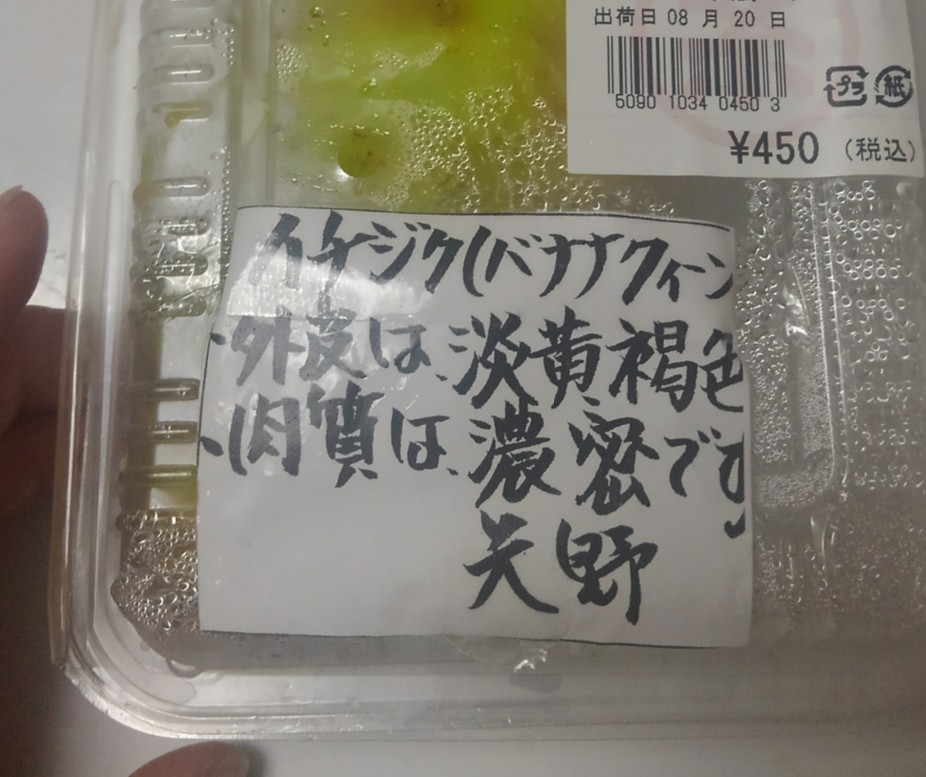 出荷日 08 月 20 日
5090 1034 0450 3
プラ 紙
¥450 (税込)
イチジク(バナナクィーン
・外皮は、淡黄褐色
・肉質は、濃密です
矢野